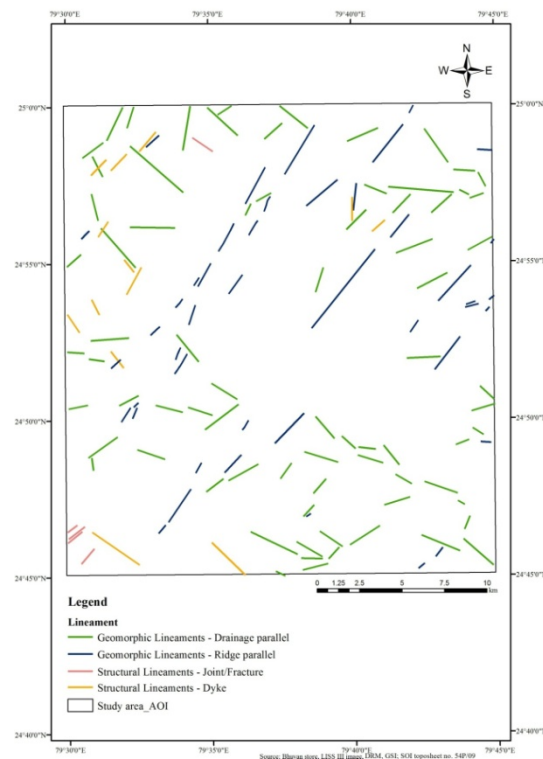 79°30'0"E 79°35'0"E 79°40'0"E 79°45'0"E
N
W E
S
25°0'0"N 25°0'0"N
24°55'0"N 24°55'0"N
24°50'0"N 24°50'0"N
24°45'0"N 24°45'0"N
0 1.25 2.5 5 7.5 10
km
Legend
Lineament
Geomorphic Lineaments - Drainage parallel
Geomorphic Lineaments - Ridge parallel
Structural Lineaments - Joint/Fracture
Structural Lineaments - Dyke
Study area_AOI
24°40'0"N 24°40'0"N
79°30'0"E 79°35'0"E 79°40'0"E 79°45'0"E
Source: Bhuvan store, LISS III image, DRM, GSI; SOI toposheet no. 54P/09